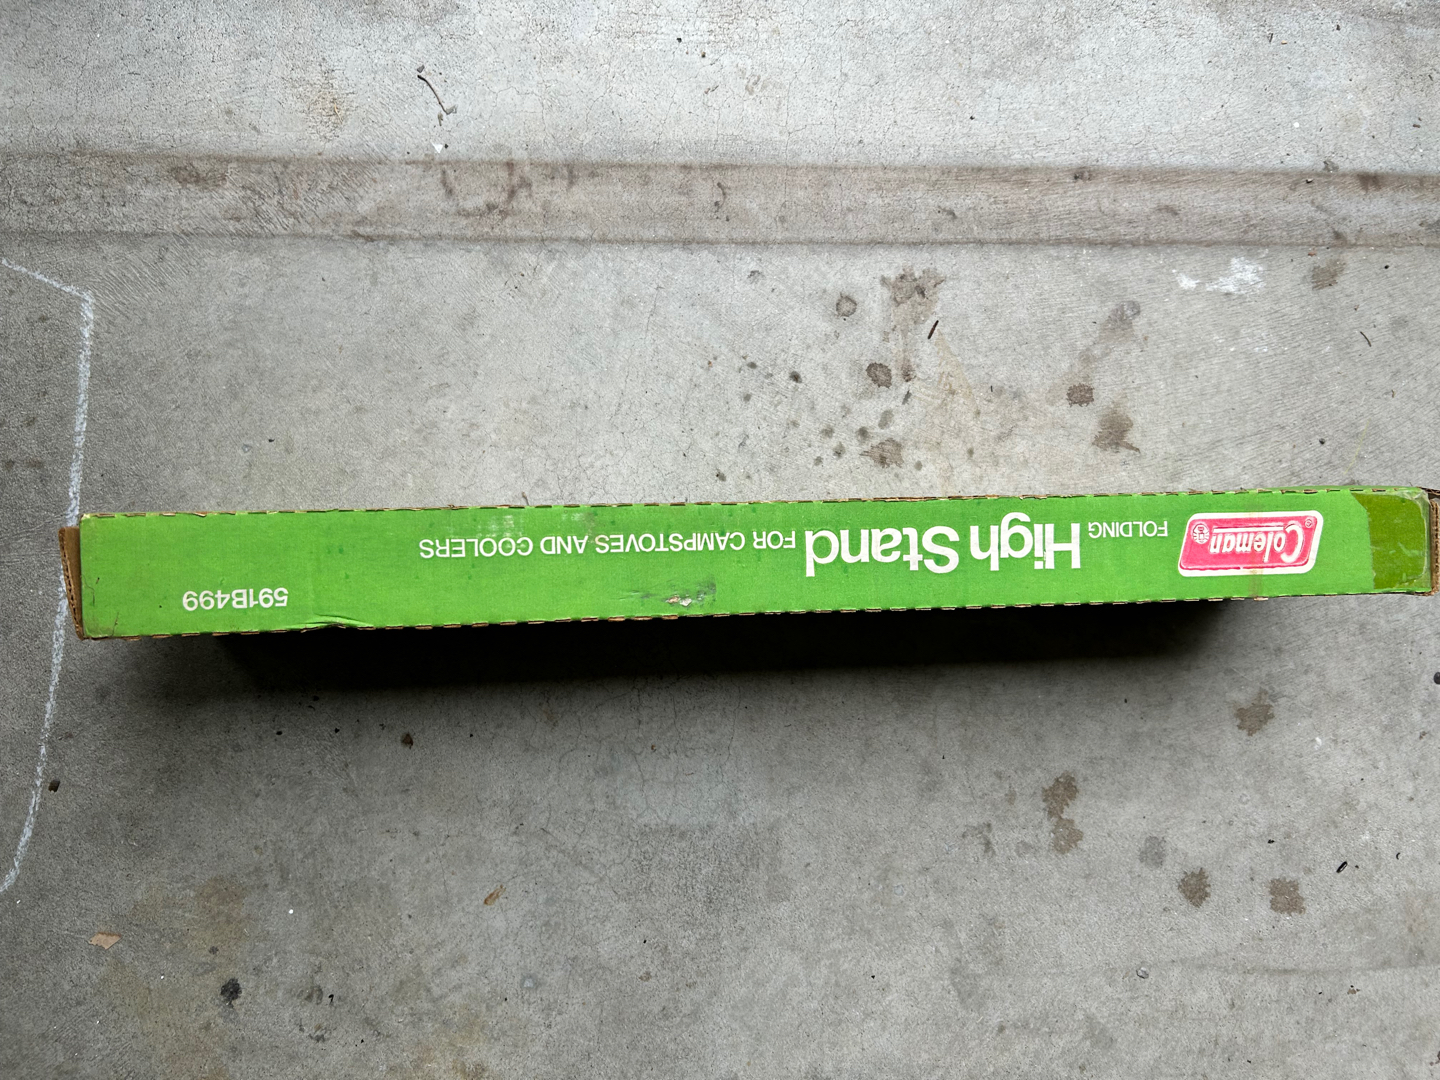 Coleman
FOLDING High Stand FOR CAMPSTOVES AND COOLERS
591B499